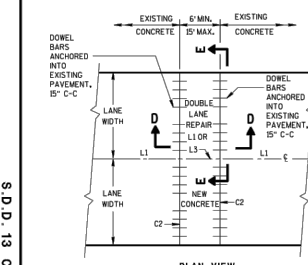 EXISTING
CONCRETE
6' MIN.
15' MAX.
EXISTING
CONCRETE
E
DOWEL
BARS
ANCHORED
INTO
EXISTING
PAVEMENT,
15" C-C
DOWEL
BARS
ANCHORED
INTO
EXISTING
PAVEMENT,
15" C-C
LANE
WIDTH
DOUBLE
LANE
REPAIR
L1 OR
L3
D
D
L1
L1
E
LANE
WIDTH
NEW
CONCRETE
C2
C2
PLAN VIEW
S.D.D. 13 C